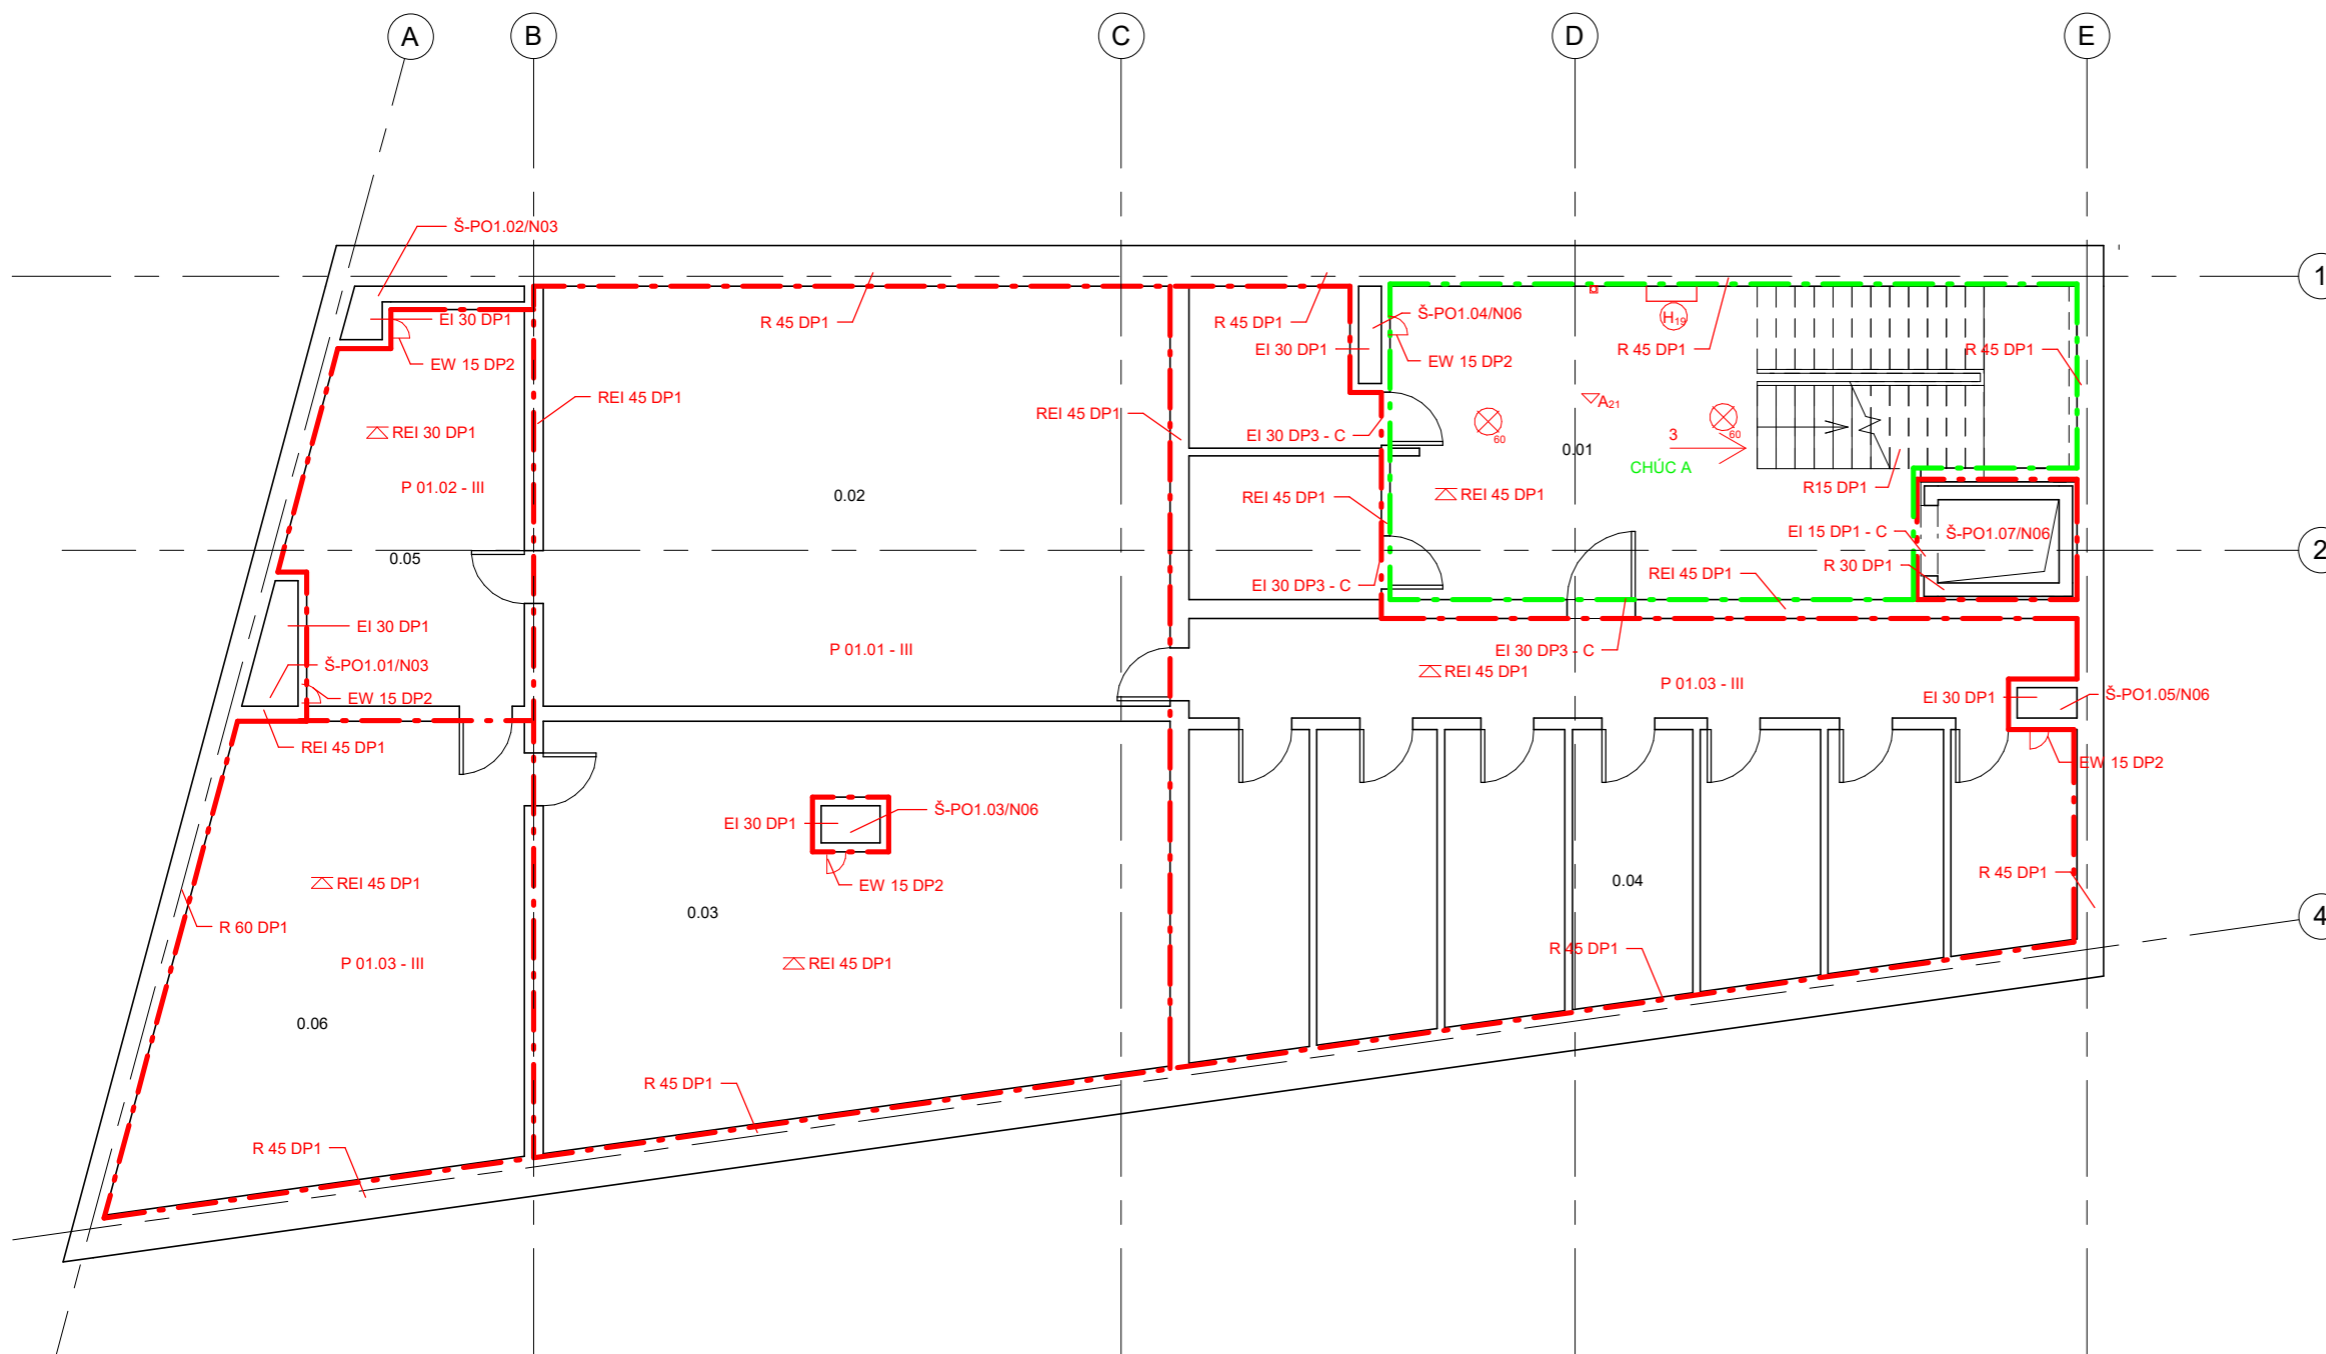 A
B
C
D
E
1
2
4
Š-PO1.02/N03
EI 30 DP1
EW 15 DP2
REI 30 DP1
P 01.02 - III
0.05
EI 30 DP1
Š-PO1.01/N03
EW 15 DP2
REI 45 DP1
REI 45 DP1
R 60 DP1
P 01.03 - III
0.06
R 45 DP1
R 45 DP1
REI 45 DP1
0.02
P 01.01 - III
REI 45 DP1
EI 30 DP1
Š-PO1.03/N06
EW 15 DP2
0.03
REI 45 DP1
R 45 DP1
R 45 DP1
EI 30 DP1
Š-PO1.04/N06
EW 15 DP2
EI 30 DP3 - C
REI 45 DP1
EI 30 DP3 - C
H19
R 45 DP1
R 45 DP1
A21
60
60
3
0.01
CHÚC A
REI 45 DP1
R15 DP1
EI 15 DP1 - C
Š-PO1.07/N06
R 30 DP1
REI 45 DP1
EI 30 DP3 - C
REI 45 DP1
P 01.03 - III
EI 30 DP1
Š-PO1.05/N06
EW 15 DP2
R 45 DP1
0.04
R 45 DP1